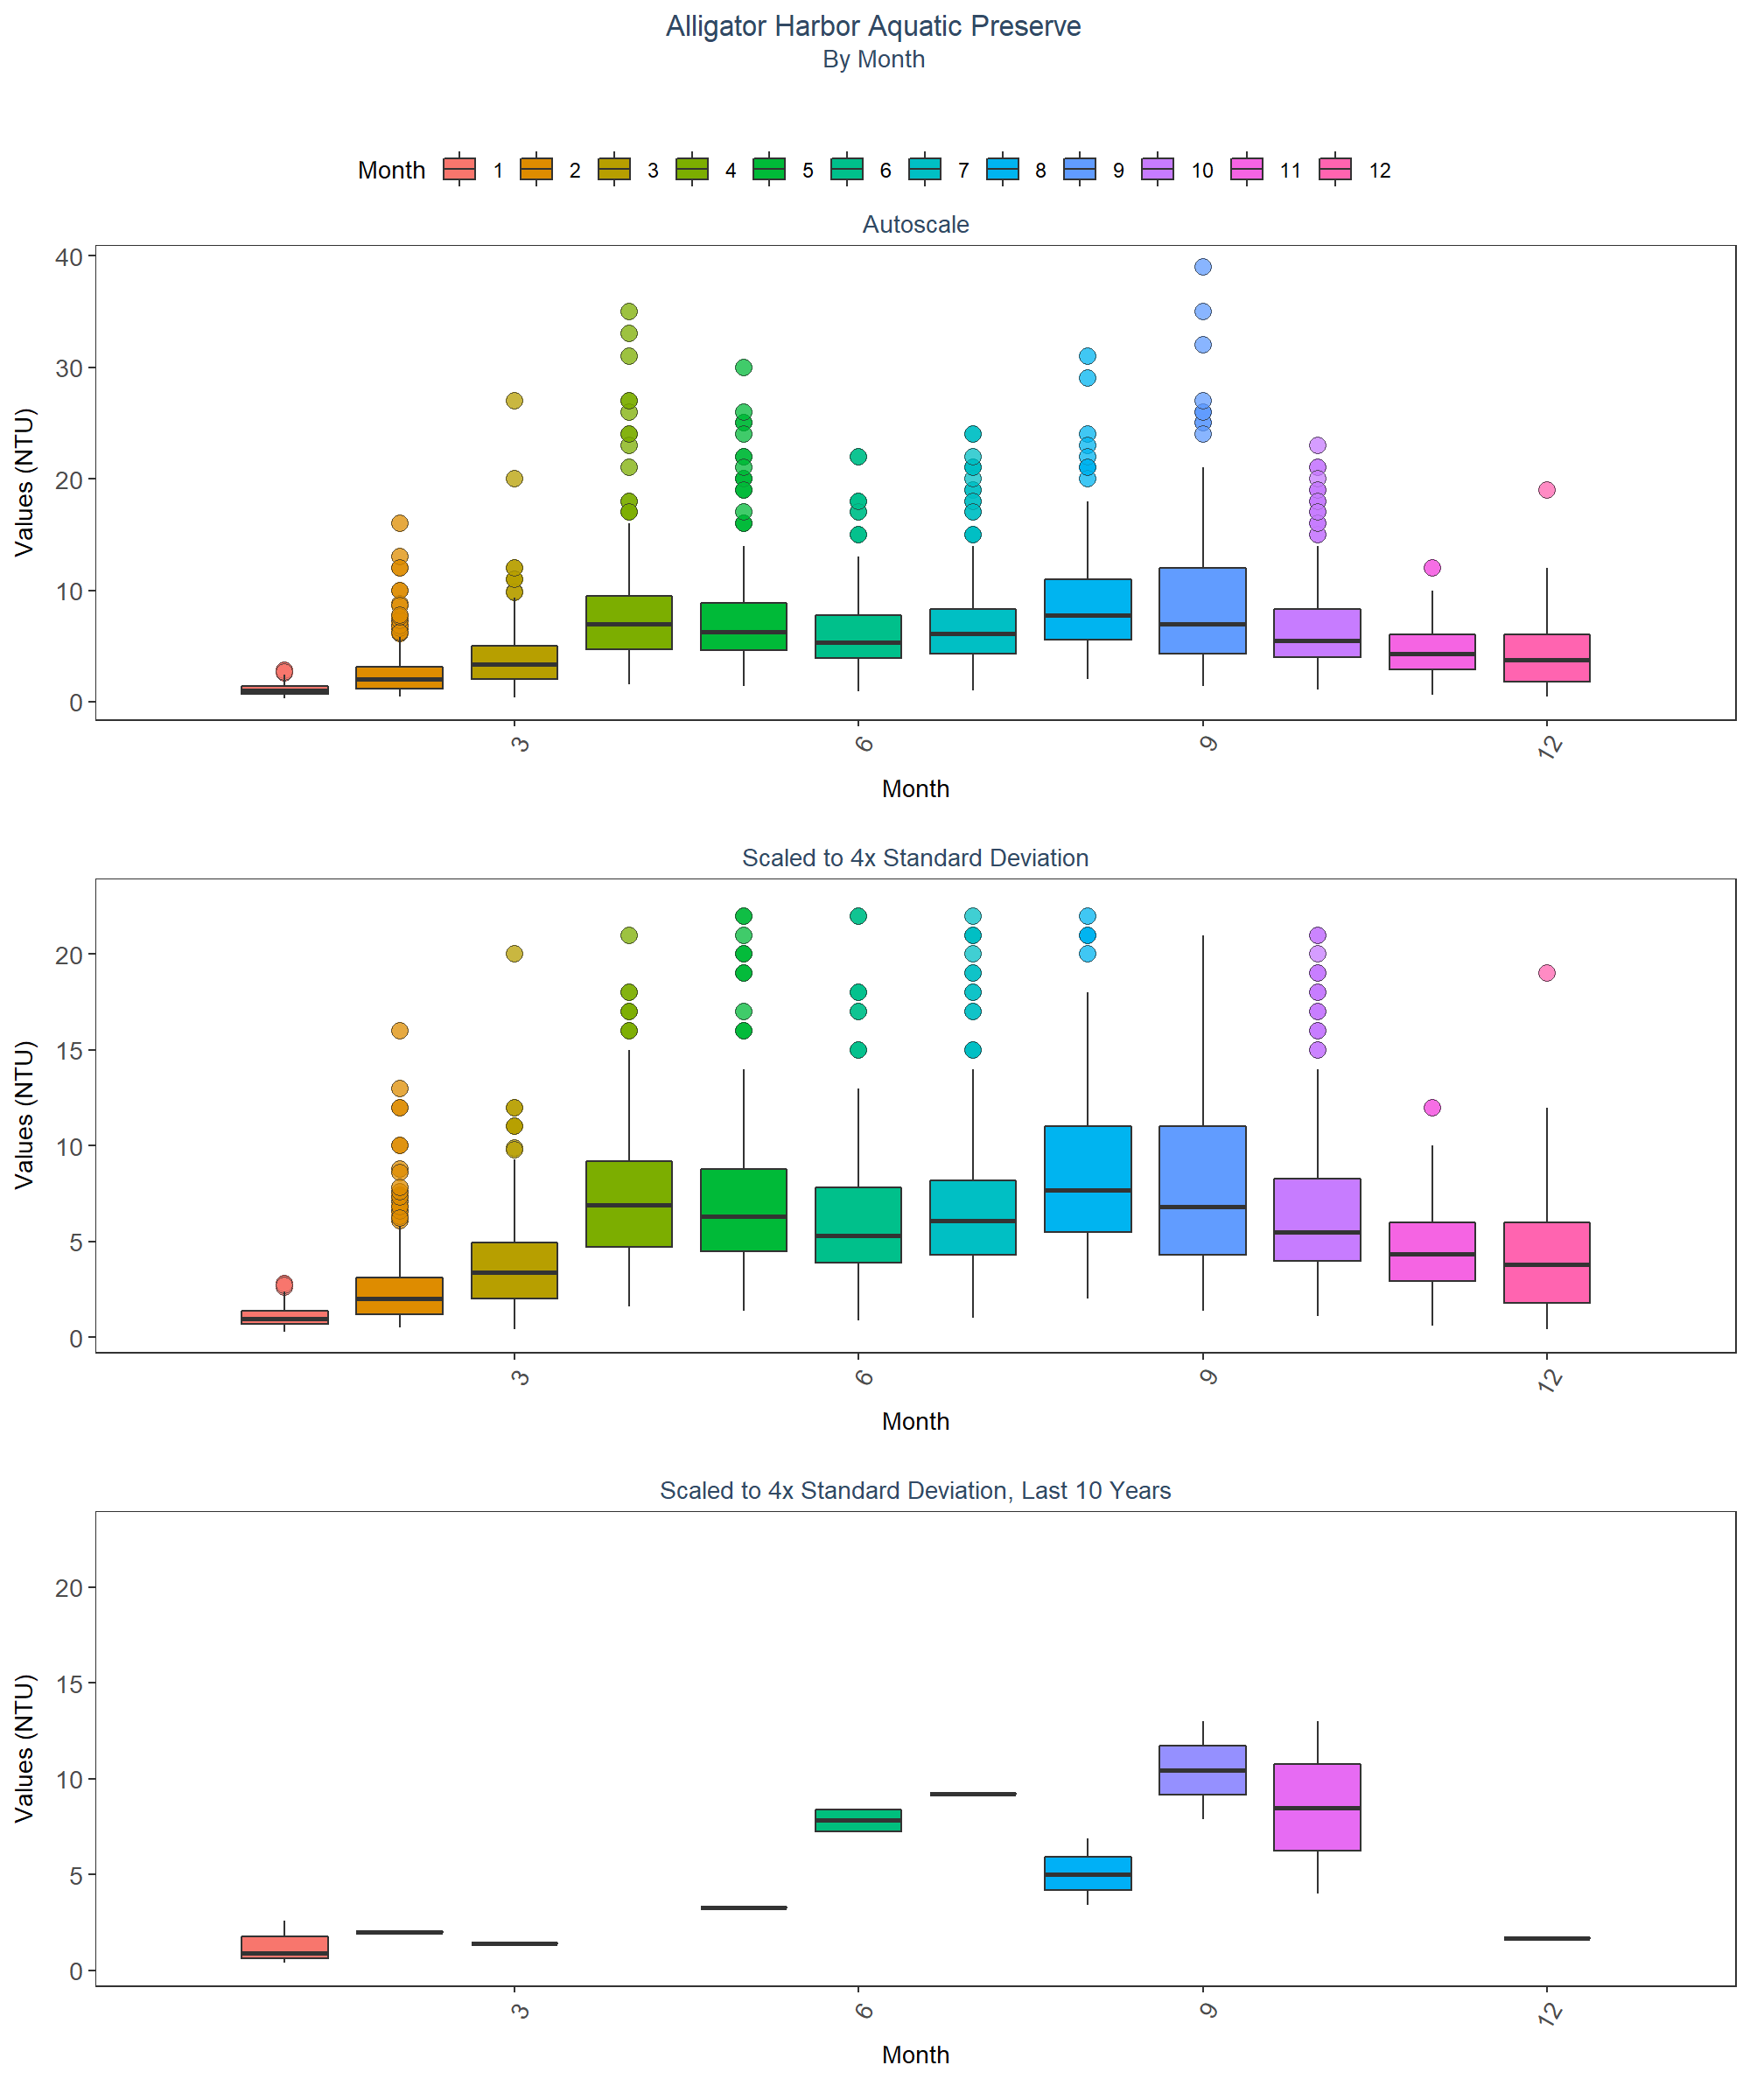 Alligator Harbor Aquatic Preserve
By Month
Month 1 2 3 4 5 6 7 8 9 10 11 12
Autoscale
Values (NTU)
40
30
20
10
0
3 6 9 12
Month
Scaled to 4x Standard Deviation
Values (NTU)
20
15
10
5
0
3 6 9 12
Month
Scaled to 4x Standard Deviation, Last 10 Years
Values (NTU)
20
15
10
5
0
3 6 9 12
Month